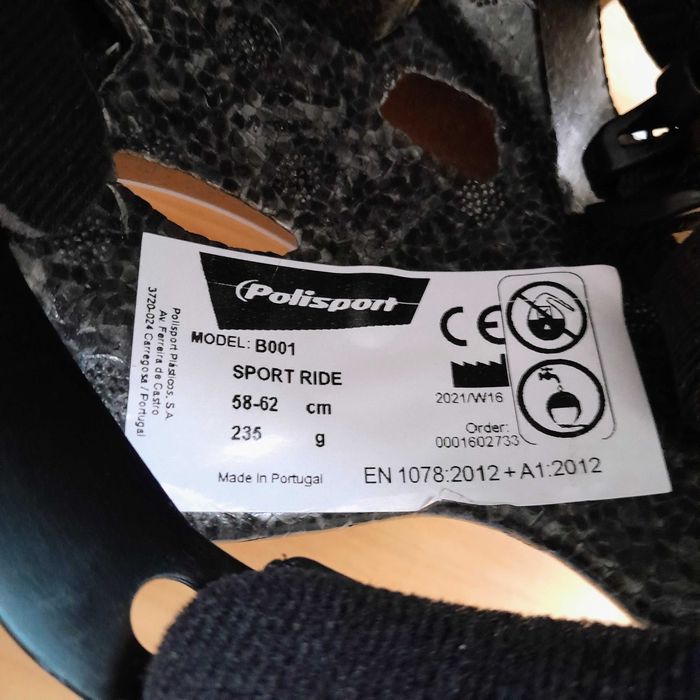 Polisport
MODEL: B001
SPORT RIDE
58-62 cm
235 g
Made in Portugal
Polisport Plásticos, S.A.
Av. Ferreira de Castro
3720-024 Carregosa / Portugal
CE
2021/W16
Order:
0001602733
EN 1078:2012 + A1:2012